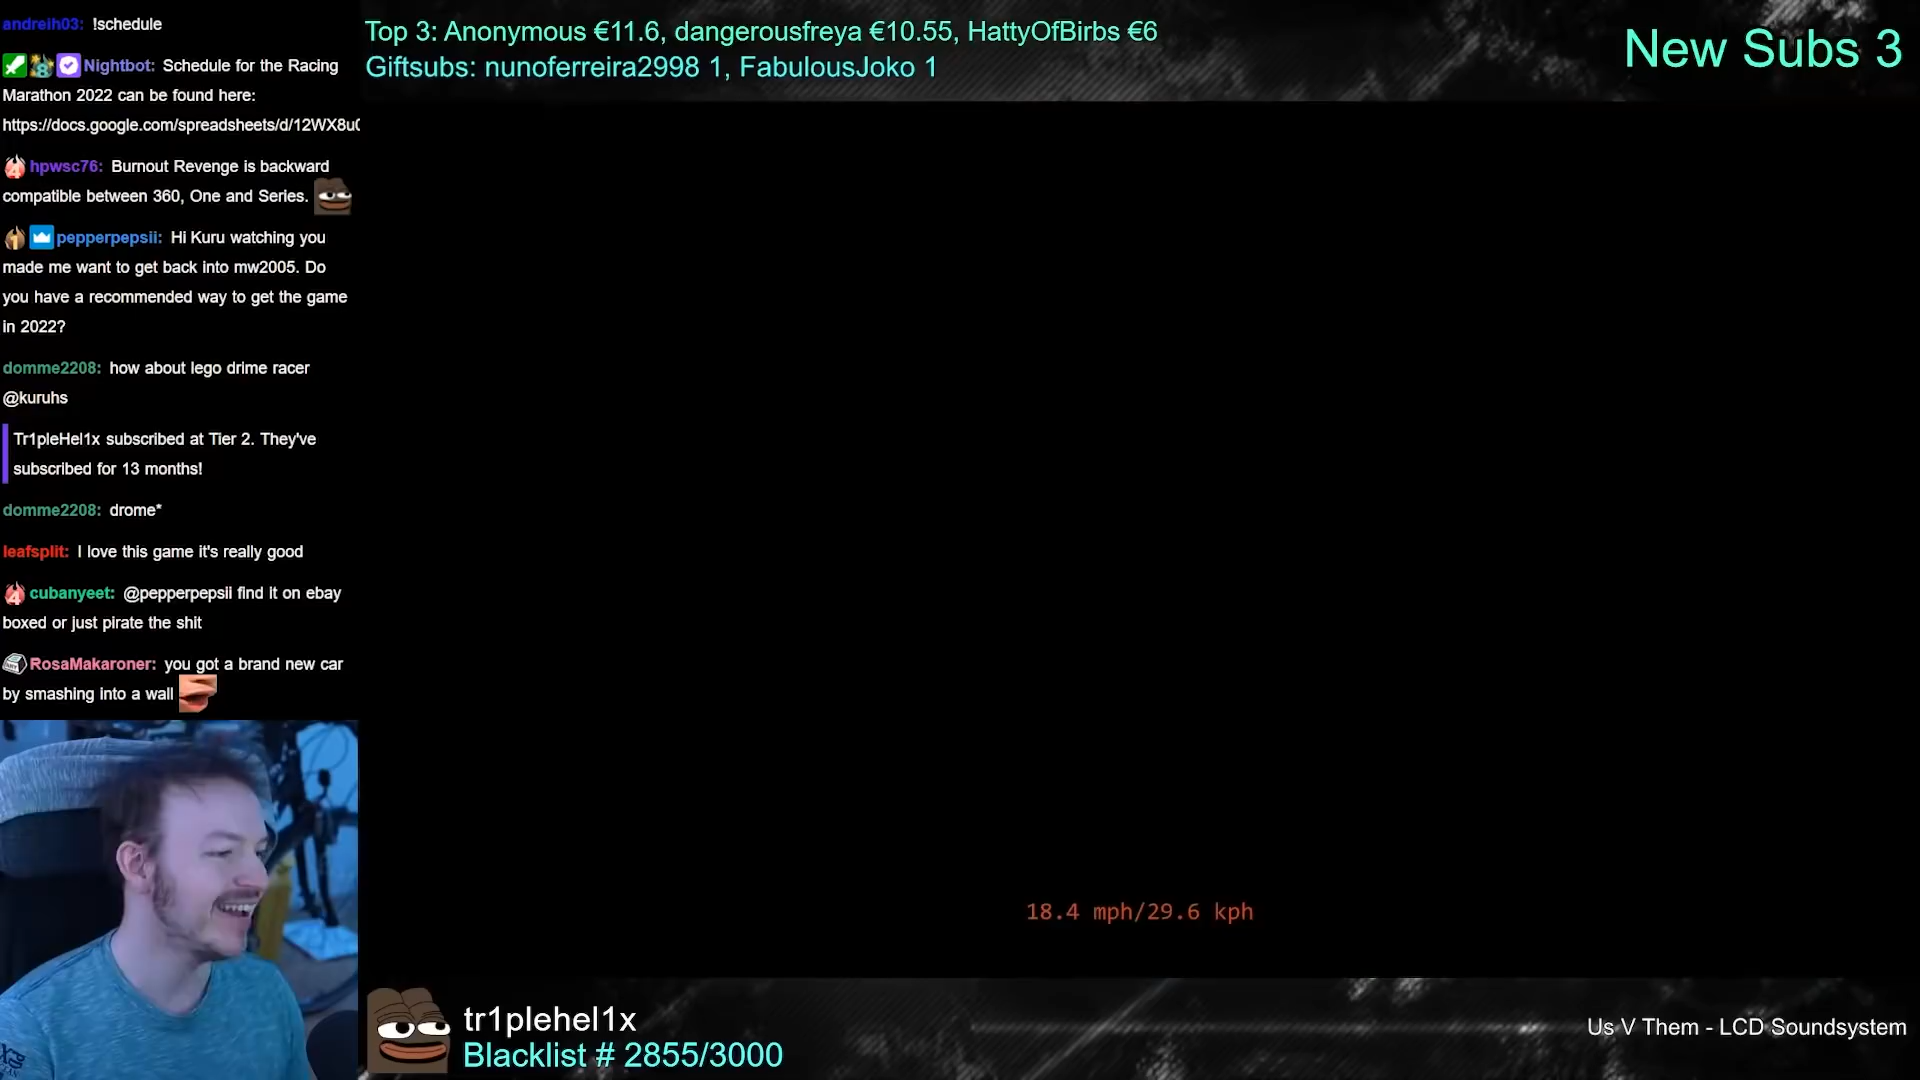 andreih03: !schedule
Nightbot: Schedule for the Racing
Marathon 2022 can be found here:
https://docs.google.com/spreadsheets/d/12WX8u
hpwsc76: Burnout Revenge is backward
compatible between 360, One and Series.
pepperpepsii: Hi Kuru watching you
made me want to get back into mw2005. Do
you have a recommended way to get the game
in 2022?
domme2208: how about lego drime racer
@kuruhs
Tr1pleHel1x subscribed at Tier 2. They've
subscribed for 13 months!
domme2208: drome*
leafsplit: I love this game it's really good
cubanyeet: @pepperpepsii find it on ebay
boxed or just pirate the shit
RosaMakaroner: you got a brand new car
by smashing into a wall
Top 3: Anonymous €11.6, dangerousfreya €10.55, HattyOfBirbs €6
Giftsubs: nunoferreira2998 1, FabulousJoko 1
New Subs 3
18.4 mph/29.6 kph
tr1plehel1x
Blacklist # 2855/3000
Us V Them - LCD Soundsystem